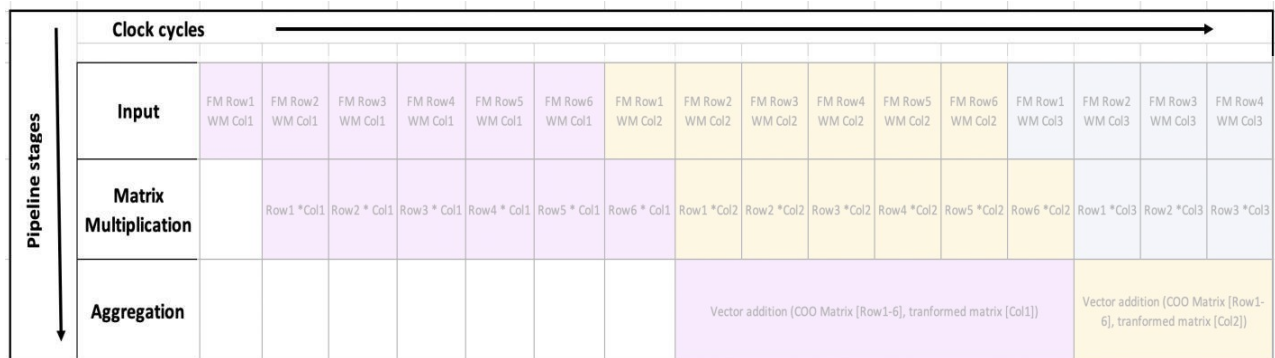 Clock cycles
Pipeline stages
Input
FM Row1
WM Col1
FM Row2
WM Col1
FM Row3
WM Col1
FM Row4
WM Col1
FM Row5
WM Col1
FM Row6
WM Col1
FM Row1
WM Col2
FM Row2
WM Col2
FM Row3
WM Col2
FM Row4
WM Col2
FM Row5
WM Col2
FM Row6
WM Col2
FM Row1
WM Col3
FM Row2
WM Col3
FM Row3
WM Col3
FM Row4
WM Col3
Matrix
Multiplication
Row1 *Col1
Row2 * Col1
Row3 * Col1
Row4 * Col1
Row5 * Col1
Row6 * Col1
Row1 *Col2
Row2 *Col2
Row3 *Col2
Row4 *Col2
Row5 *Col2
Row6 *Col2
Row1 *Col3
Row2 *Col3
Row3 *Col3
Aggregation
Vector addition (COO Matrix [Row1-6], tranformed matrix [Col1])
Vector addition (COO Matrix [Row1-
6], tranformed matrix [Col2])